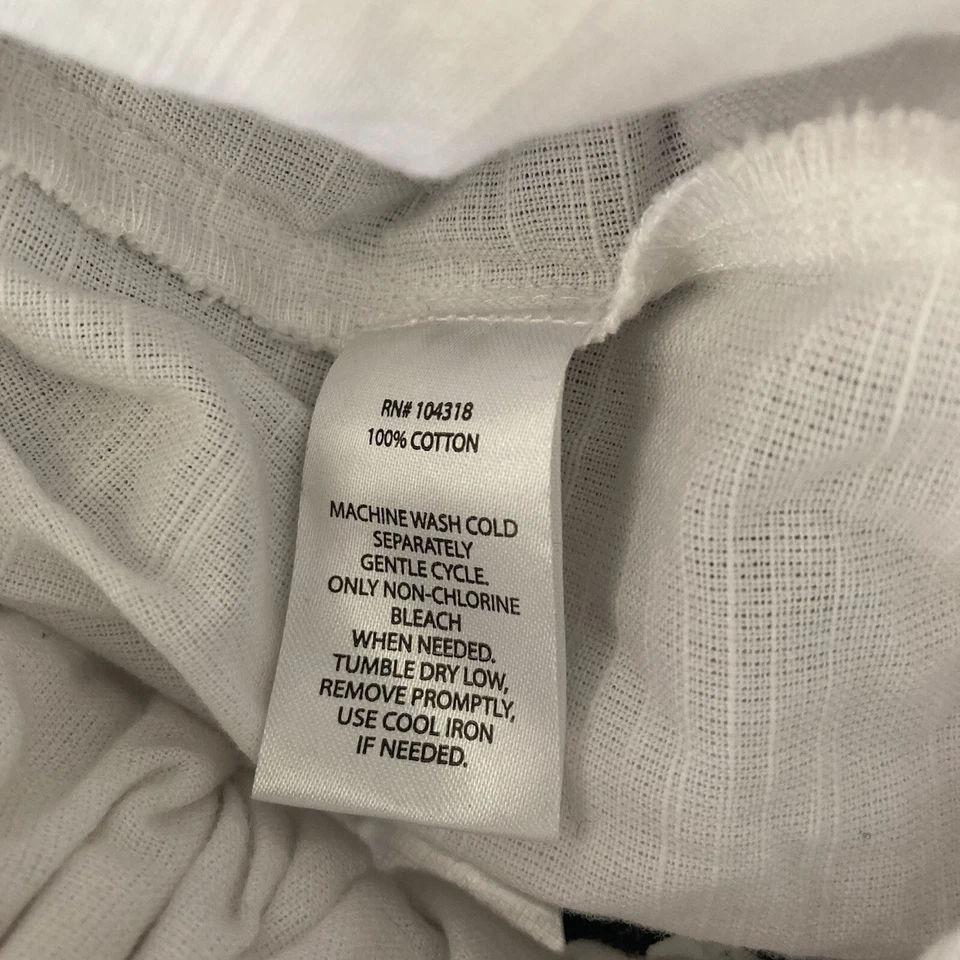 RN# 104318
100% COTTON
MACHINE WASH COLD
SEPARATELY
GENTLE CYCLE.
ONLY NON-CHLORINE
BLEACH
WHEN NEEDED.
TUMBLE DRY LOW,
REMOVE PROMPTLY,
USE COOL IRON
IF NEEDED.